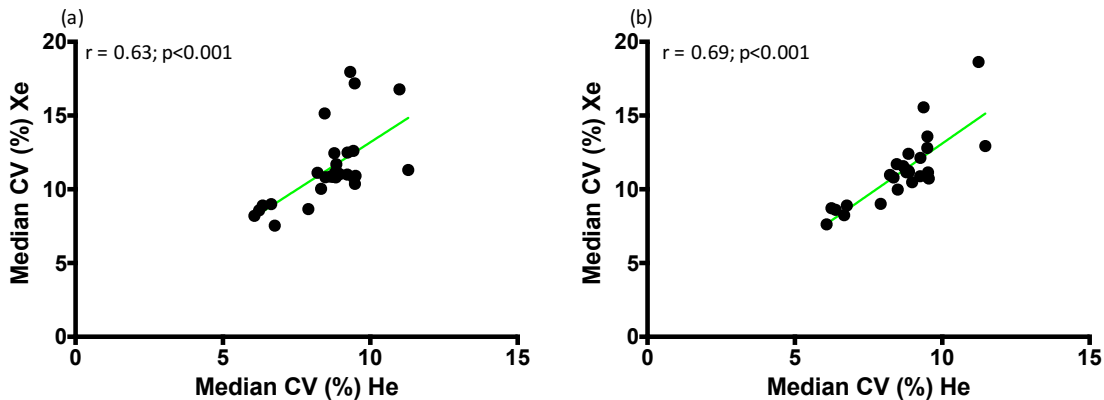 (a)
r = 0.63; p<0.001
20
15
10
5
0
Median CV (%) Xe
0 5 10 15
Median CV (%) He
(b)
r = 0.69; p<0.001
20
15
10
5
0
Median CV (%) Xe
0 5 10 15
Median CV (%) He